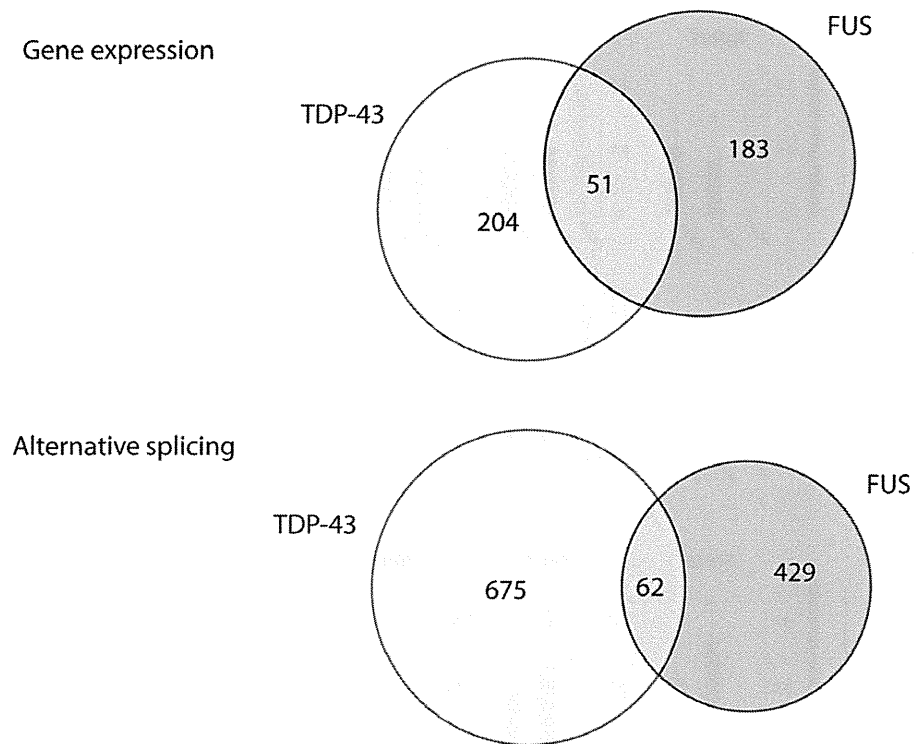 Gene expression
FUS
TDP-43
183
51
204
Alternative splicing
FUS
TDP-43
675
62
429